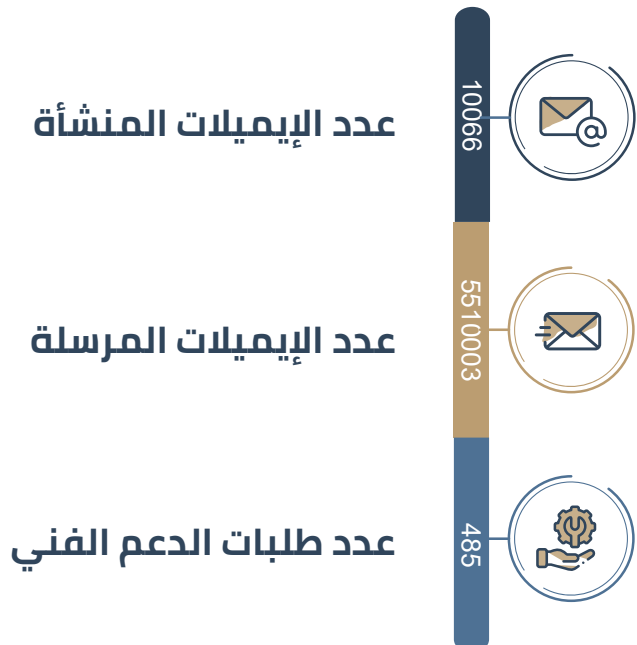 10066
عدد الإيميلات المنشأة
5510003
عدد الإيميلات المرسلة
485
عدد طلبات الدعم الفني